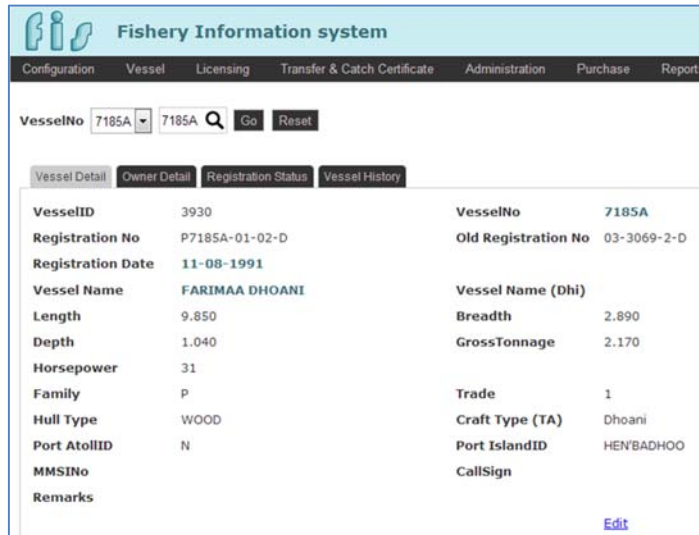 fis Fishery Information system
Configuration Vessel Licensing Transfer & Catch Certificate Administration Purchase Report
VesselNo 7185A 7185A Go Reset
Vessel Detail Owner Detail Registration Status Vessel History
VesselID 3930 VesselNo 7185A
Registration No P7185A-01-02-D Old Registration No 03-3069-2-D
Registration Date 11-08-1991
Vessel Name FARIMAA DHOANI Vessel Name (Dhi)
Length 9.850 Breadth 2.890
Depth 1.040 GrossTonnage 2.170
Horsepower 31
Family P Trade 1
Hull Type WOOD Craft Type (TA) Dhoani
Port AtollID N Port IslandID HEN'BADHOO
MMSINo CallSign
Remarks
Edit